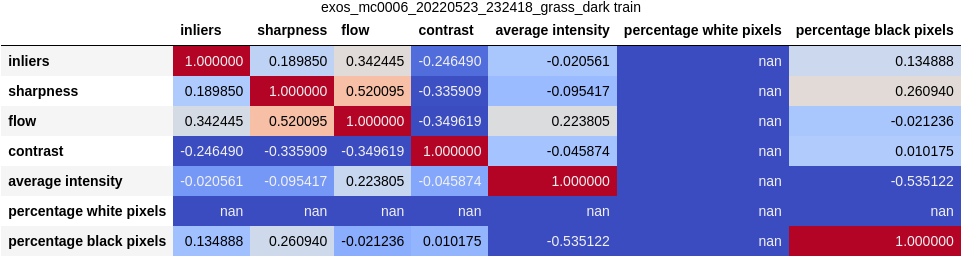 exos_mc0006_20220523_232418_grass_dark train
inliers sharpness flow contrast average intensity percentage white pixels percentage black pixels
inliers 1.000000 0.189850 0.342445 -0.246490 -0.020561 nan 0.134888
sharpness 0.189850 1.000000 0.520095 -0.335909 -0.095417 nan 0.260940
flow 0.342445 0.520095 1.000000 -0.349619 0.223805 nan -0.021236
contrast -0.246490 -0.335909 -0.349619 1.000000 -0.045874 nan 0.010175
average intensity -0.020561 -0.095417 0.223805 -0.045874 1.000000 nan -0.535122
percentage white pixels nan nan nan nan nan nan nan
percentage black pixels 0.134888 0.260940 -0.021236 0.010175 -0.535122 nan 1.000000